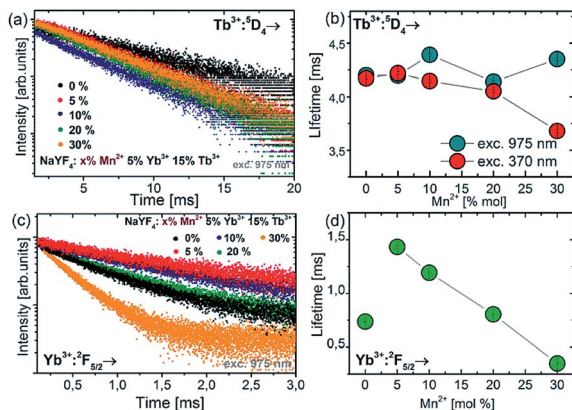 (a)
Tb³⁺:⁵D₄→
Intensity [arb.units]
0 %
5 %
10%
20 %
30%
NaYF₄: x% Mn²⁺ 5% Yb³⁺ 15% Tb³⁺
exc. 975 nm
5 10 15 20
Time [ms]
(b)
Tb³⁺:⁵D₄→
LIfetime [ms]
4,5
4,2
3,9
3,6
exc. 975 nm
exc. 370 nm
0 5 10 15 20 25 30
Mn²⁺[% mol]
(c)
NaYF₄: x% Mn²⁺ 5% Yb³⁺ 15% Tb³⁺
0% 10% 30%
5 % 20 %
Intensity [arb.units]
Yb³⁺:²F₅/₂→
exc. 975 nm
0,5 1,0 1,5 2,0 2,5 3,0
Time [ms]
(d)
Lifetime [ms]
1,5
1,0
0,5
Yb³⁺:²F₅/₂→
0 5 10 15 20 25 30
Mn²⁺[mol %]